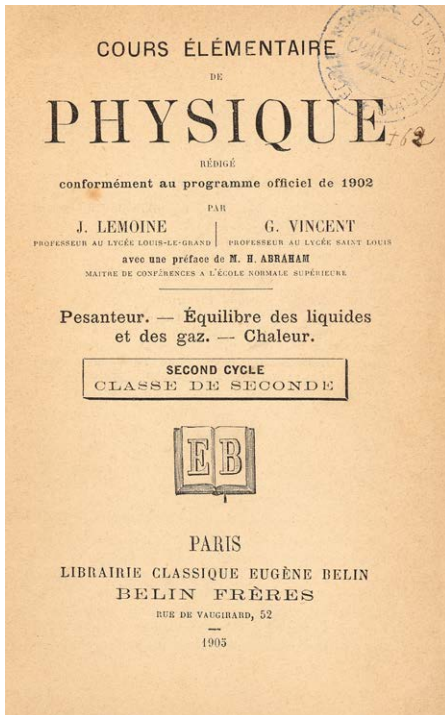 COURS ÉLÉMENTAIRE
DE
PHYSIQUE
RÉDIGÉ
conformément au programme officiel de 1902
PAR
J. LEMOINE
PROFESSEUR AU LYCÉE LOUIS-LE-GRAND
G. VINCENT
PROFESSEUR AU LYCÉE SAINT LOUIS
avec une préface de M. H. ABRAHAM
MAITRE DE CONFÉRENCES A L'ÉCOLE NORMALE SUPÉRIEURE
Pesanteur. — Équilibre des liquides
et des gaz. — Chaleur.
SECOND CYCLE
CLASSE DE SECONDE
EB
PARIS
LIBRAIRIE CLASSIQUE EUGÈNE BELIN
BELIN FRÈRES
RUE DE VAUGIRARD, 52
1905
CHARTRES